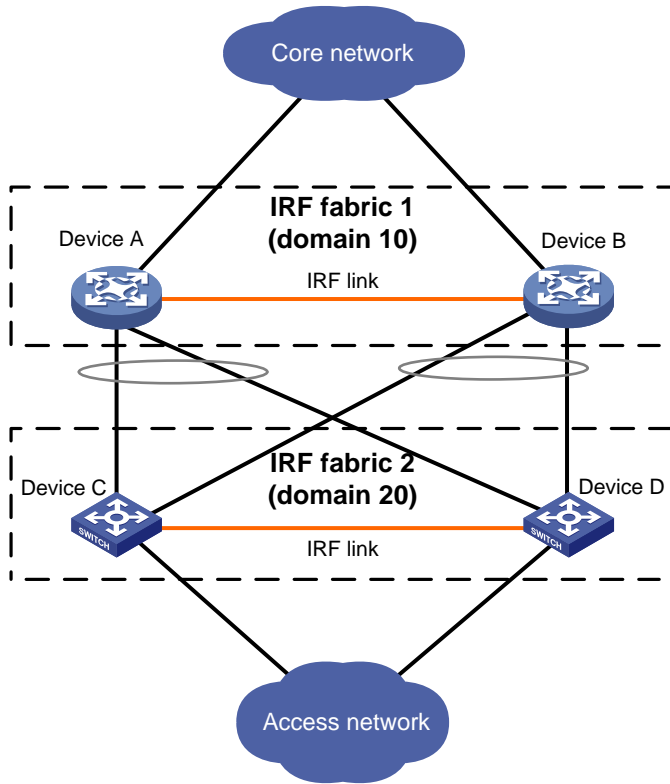 Core network
IRF fabric 1
(domain 10)
Device A
Device B
IRF link
IRF fabric 2
(domain 20)
Device C
Device D
SWITCH
SWITCH
IRF link
Access network